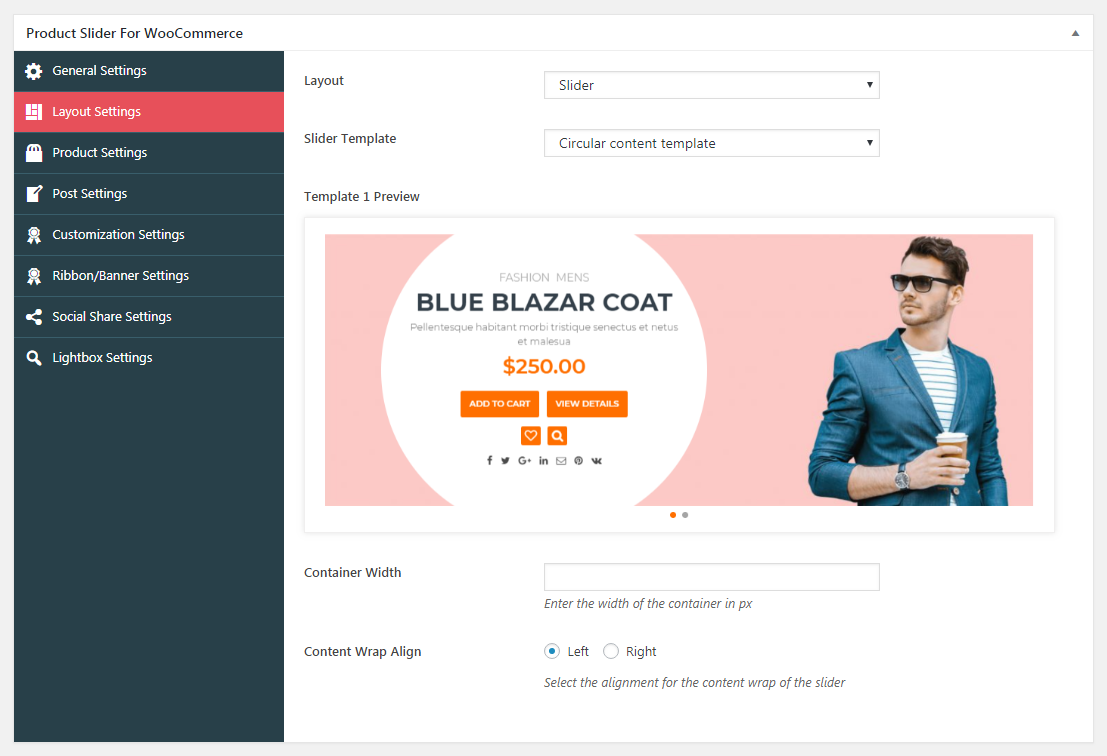 Product Slider For WooCommerce
General Settings
Layout Settings
Product Settings
Post Settings
Customization Settings
Ribbon/Banner Settings
Social Share Settings
Lightbox Settings
Layout
Slider
Slider Template
Circular content template
Template 1 Preview
FASHION MENS
BLUE BLAZAR COAT
Pellentesque habitant morbi tristique senectus et netus
et malesua
$250.00
ADD TO CART VIEW DETAILS
Container Width
Enter the width of the container in px
Content Wrap Align
Left Right
Select the alignment for the content wrap of the slider